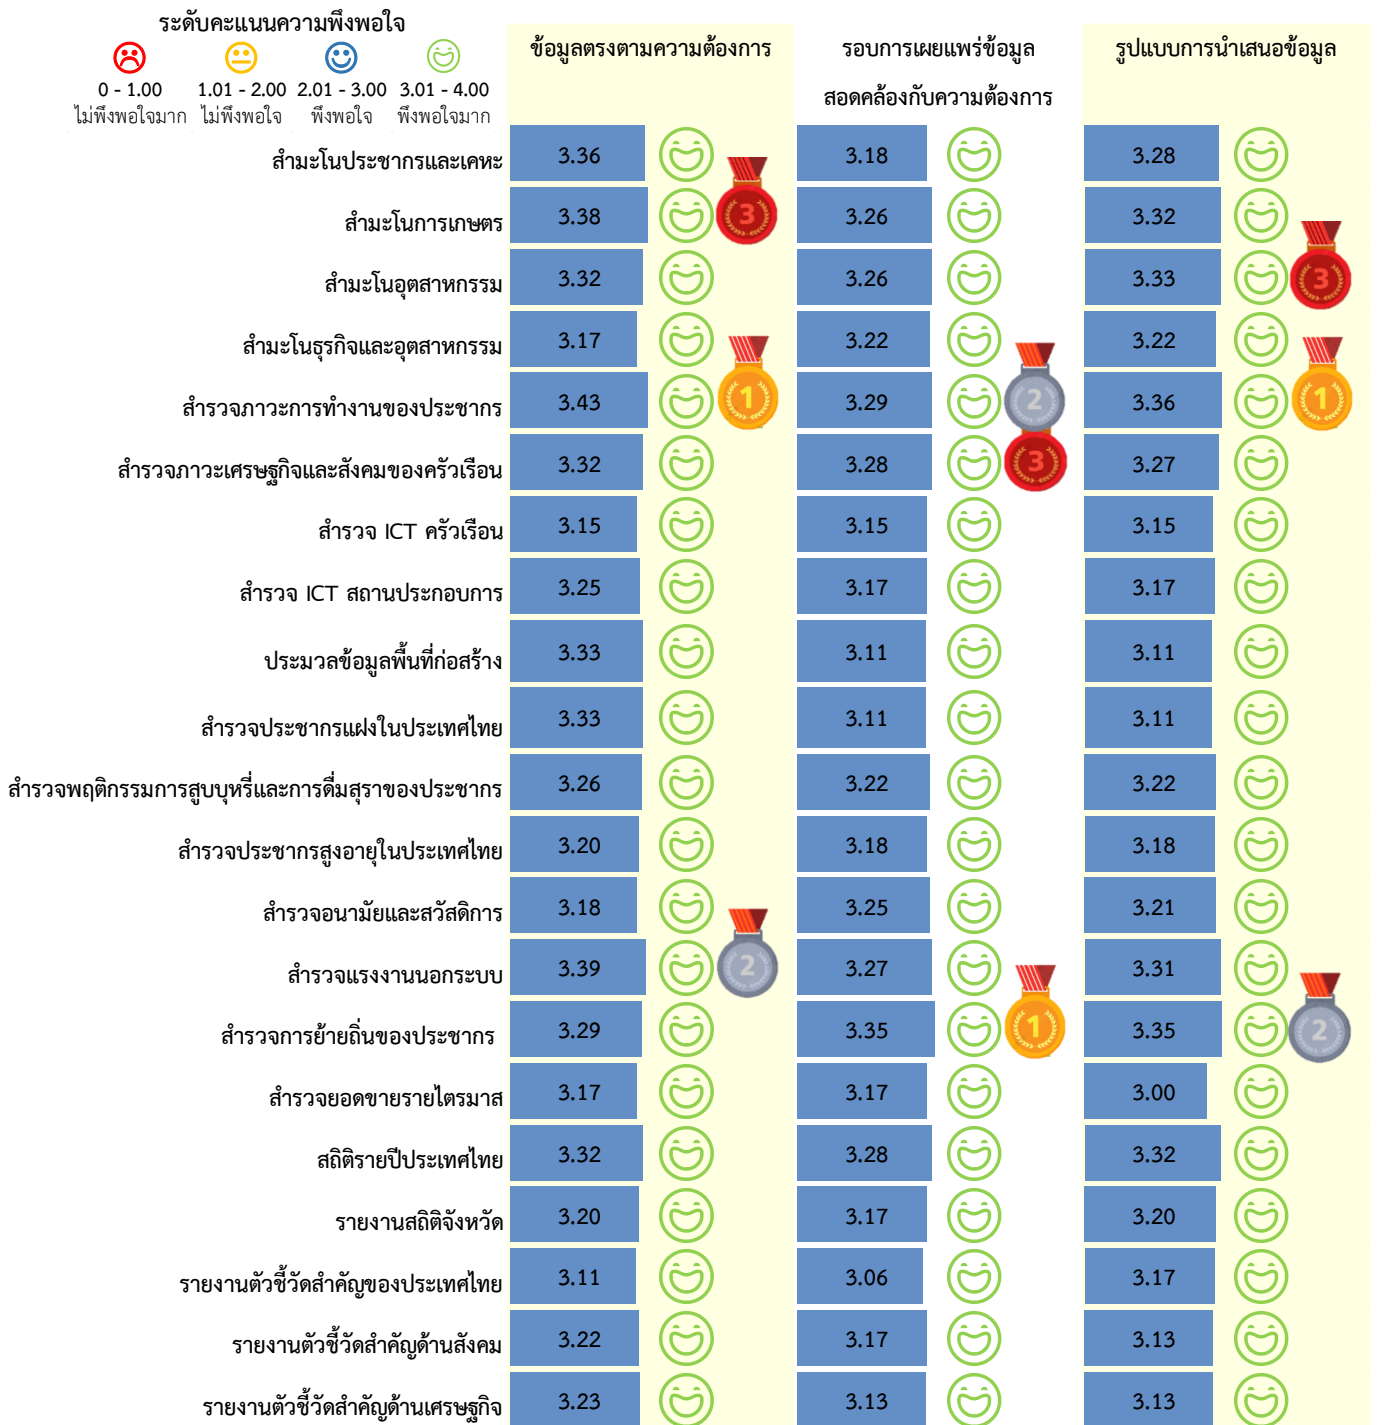 ระดับคะแนนความพึงพอใจ
0 - 1.00 1.01 - 2.00 2.01 - 3.00 3.01 - 4.00
ไม่พึงพอใจมาก ไม่พึงพอใจ พึงพอใจ พึงพอใจมาก
ข้อมูลตรงตามความต้องการ
รอบการเผยแพร่ข้อมูล
สอดคล้องกับความต้องการ
รูปแบบการนำเสนอข้อมูล
สำมะโนประชากรและเคหะ 3.36 3.18 3.28
สำมะโนการเกษตร 3.38 3 3.26 3.32
สำมะโนอุตสาหกรรม 3.32 3.26 3.33 3
สำมะโนธุรกิจและอุตสาหกรรม 3.17 3.22 3.22
สำรวจภาวะการทำงานของประชากร 3.43 1 3.29 2 3.36 1
สำรวจภาวะเศรษฐกิจและสังคมของครัวเรือน 3.32 3.28 3 3.27
สำรวจ ICT ครัวเรือน 3.15 3.15 3.15
สำรวจ ICT สถานประกอบการ 3.25 3.17 3.17
ประมวลข้อมูลพื้นที่ก่อสร้าง 3.33 3.11 3.11
สำรวจประชากรแฝงในประเทศไทย 3.33 3.11 3.11
สำรวจพฤติกรรมการสูบบุหรี่และการดื่มสุราของประชากร 3.26 3.22 3.22
สำรวจประชากรสูงอายุในประเทศไทย 3.20 3.18 3.18
สำรวจอนามัยและสวัสดิการ 3.18 3.25 3.21
สำรวจแรงงานนอกระบบ 3.39 2 3.27 3.31
สำรวจการย้ายถิ่นของประชากร 3.29 3.35 1 3.35 2
สำรวจยอดขายรายไตรมาส 3.17 3.17 3.00
สถิติรายปีประเทศไทย 3.32 3.28 3.32
รายงานสถิติจังหวัด 3.20 3.17 3.20
รายงานตัวชี้วัดสำคัญของประเทศไทย 3.11 3.06 3.17
รายงานตัวชี้วัดสำคัญด้านสังคม 3.22 3.17 3.13
รายงานตัวชี้วัดสำคัญด้านเศรษฐกิจ 3.23 3.13 3.13